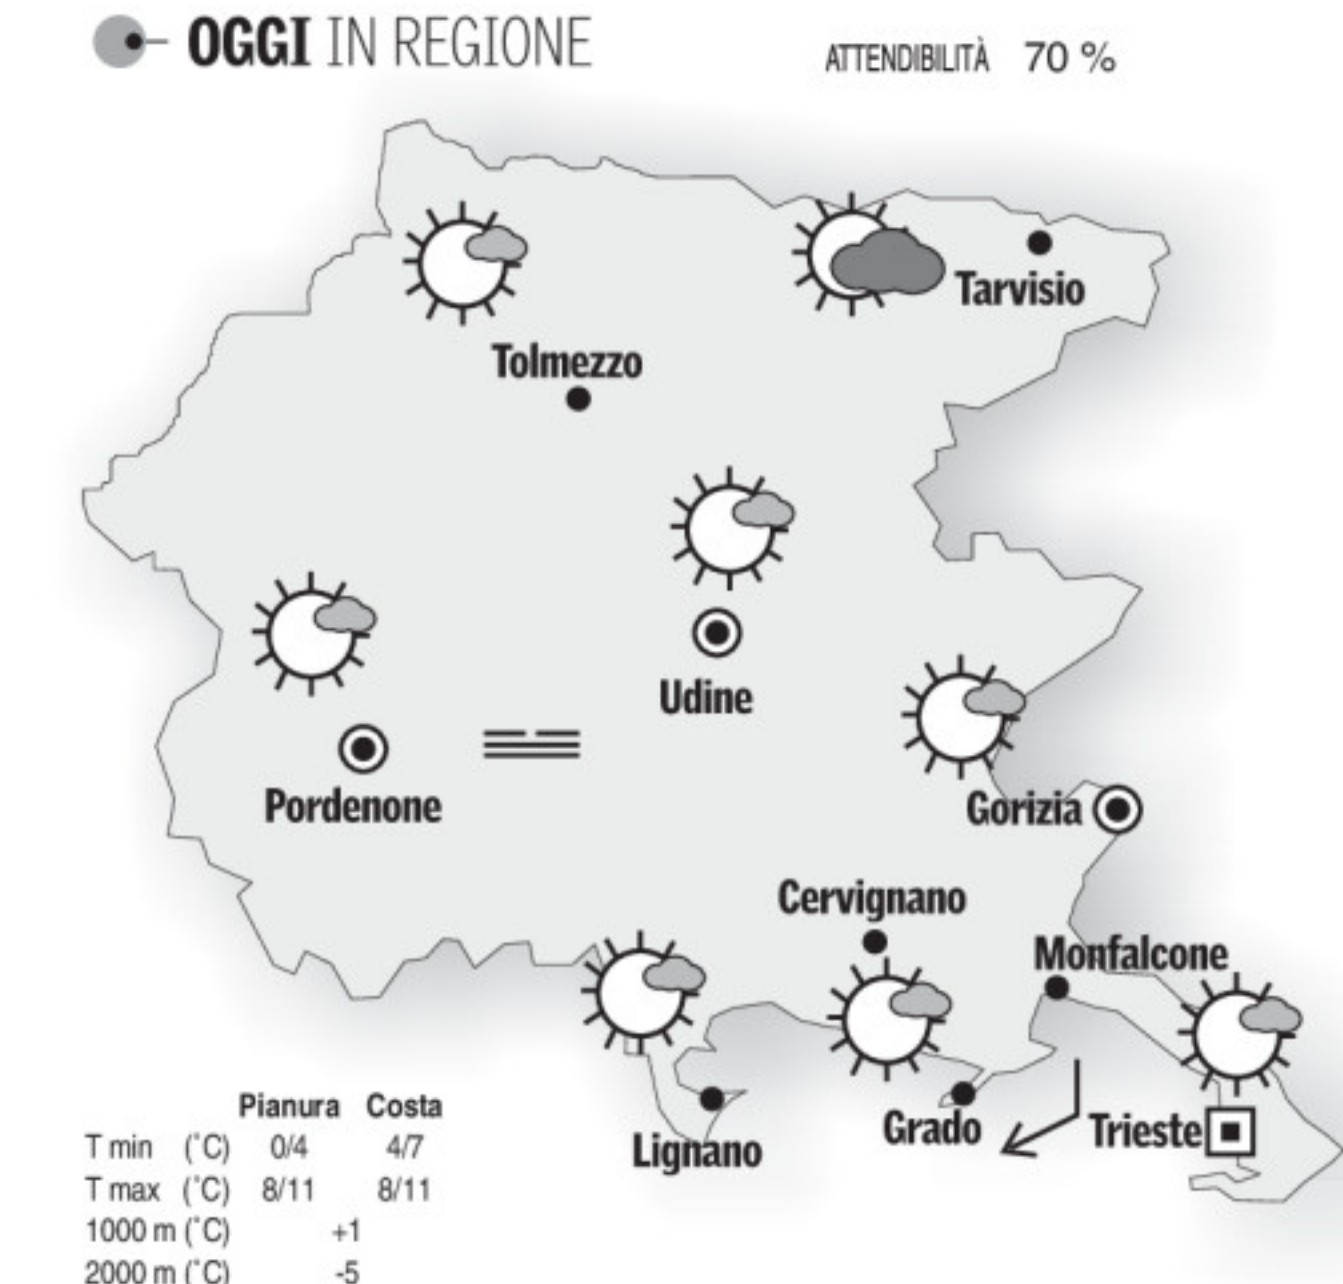 OGGI IN REGIONE
ATTENDIBILITÀ 70 %
Tarvisio
Tolmezzo
Udine
Pordenone
Gorizia
Cervignano
Monfalcone
Grado
Trieste
Lignano
Pianura Costa
T min (˚C) 0/4 4/7
T max (˚C) 8/11 8/11
1000 m (˚C) +1
2000 m (˚C) -5